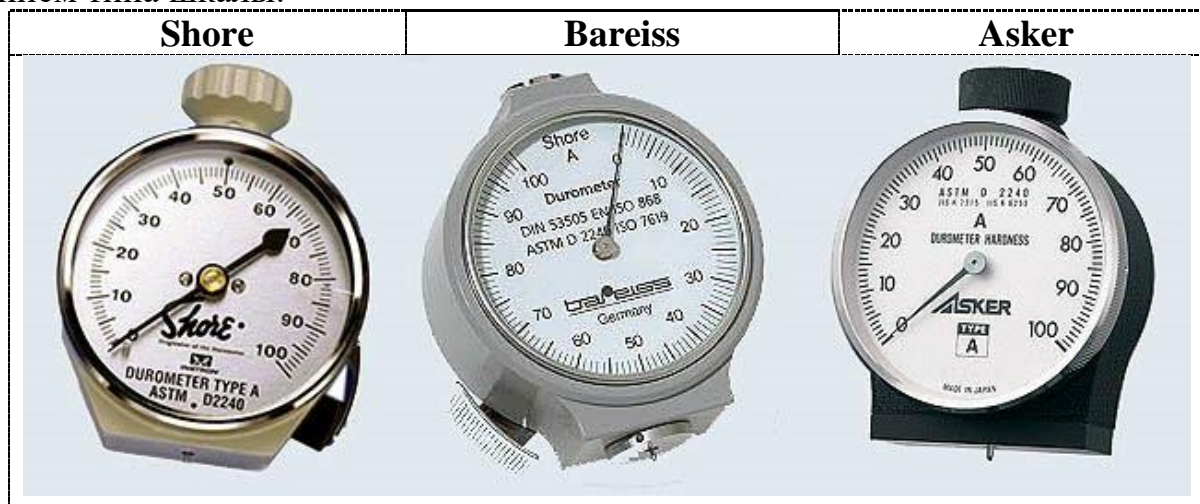 Shore
Bareiss
Asker
10
20
30
40
50
60
80
90
100
Shore
DUROMETER TYPE A
ASTM. D2240
Shore
A
0
10
20
30
40
50
60
70
80
90
100
Durometer
DIN 53505 EN ISO 868
ASTM D 2240 ISO 7619
bareiss
Germany
0
10
20
30
40
50
60
70
80
90
100
ASTM D 2240
A
DUROMETER HARDNESS
ASKER
TYPE
A
MADE IN JAPAN